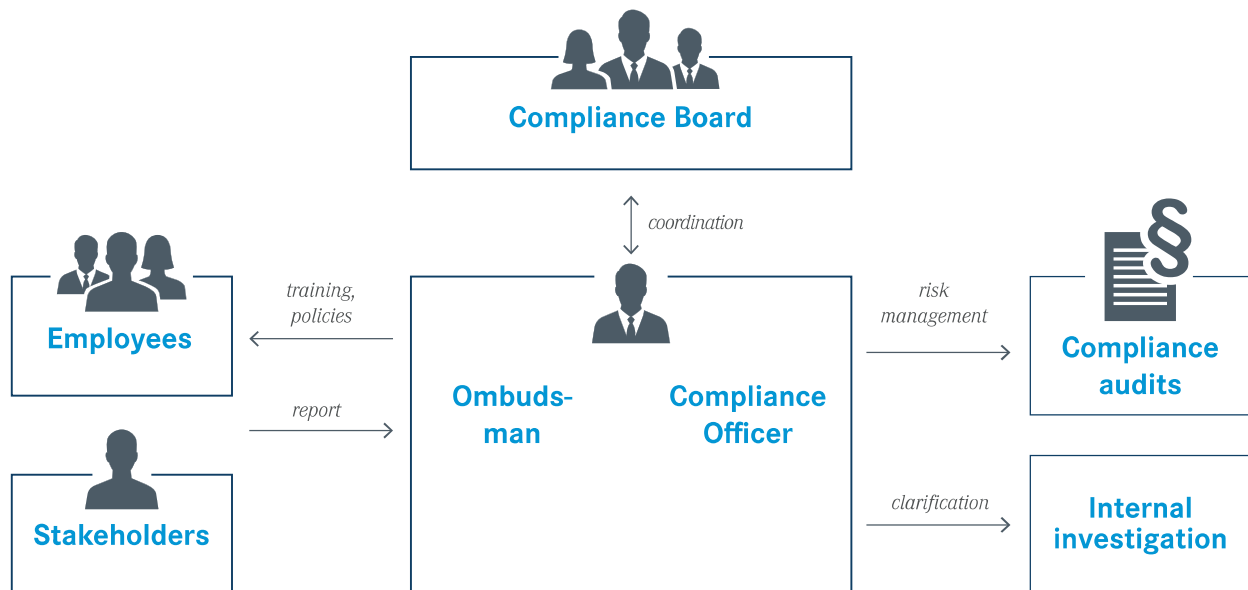 Compliance Board
coordination
training,
policies
Employees
report
Stakeholders
Ombuds-
man
Compliance
Officer
risk
management
§
Compliance
audits
clarification
Internal
investigation